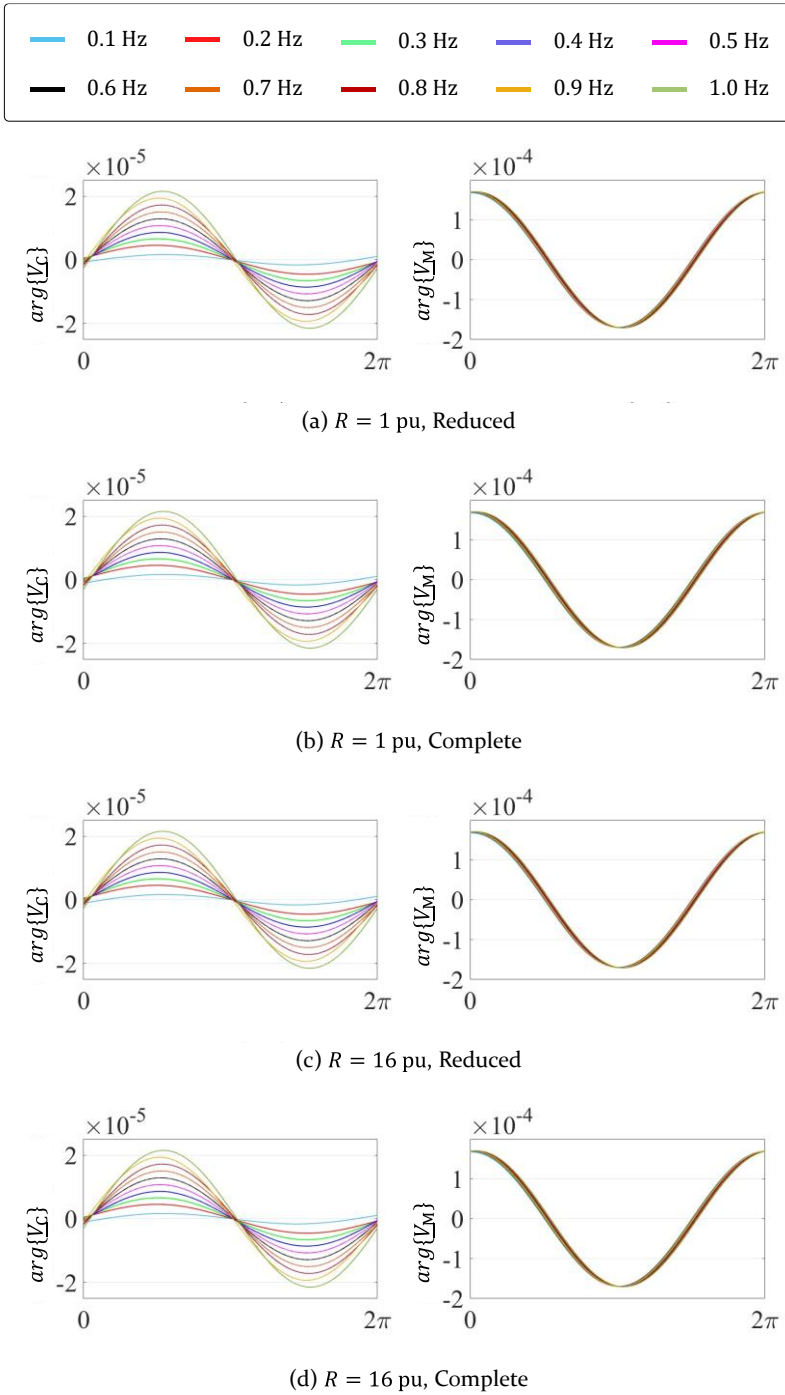 0.1 Hz 0.2 Hz 0.3 Hz 0.4 Hz 0.5 Hz
0.6 Hz 0.7 Hz 0.8 Hz 0.9 Hz 1.0 Hz
×10⁻⁵ ×10⁻⁴
arg{V_C}
2
0
-2
0 2π
arg{V_M}
1
0
-1
-2
0 2π
(a) R = 1 pu, Reduced
×10⁻⁵ ×10⁻⁴
arg{V_C}
2
0
-2
0 2π
arg{V_M}
1
0
-1
-2
0 2π
(b) R = 1 pu, Complete
×10⁻⁵ ×10⁻⁴
arg{V_C}
2
0
-2
0 2π
arg{V_M}
1
0
-1
-2
0 2π
(c) R = 16 pu, Reduced
×10⁻⁵ ×10⁻⁴
arg{V_C}
2
0
-2
0 2π
arg{V_M}
1
0
-1
-2
0 2π
(d) R = 16 pu, Complete